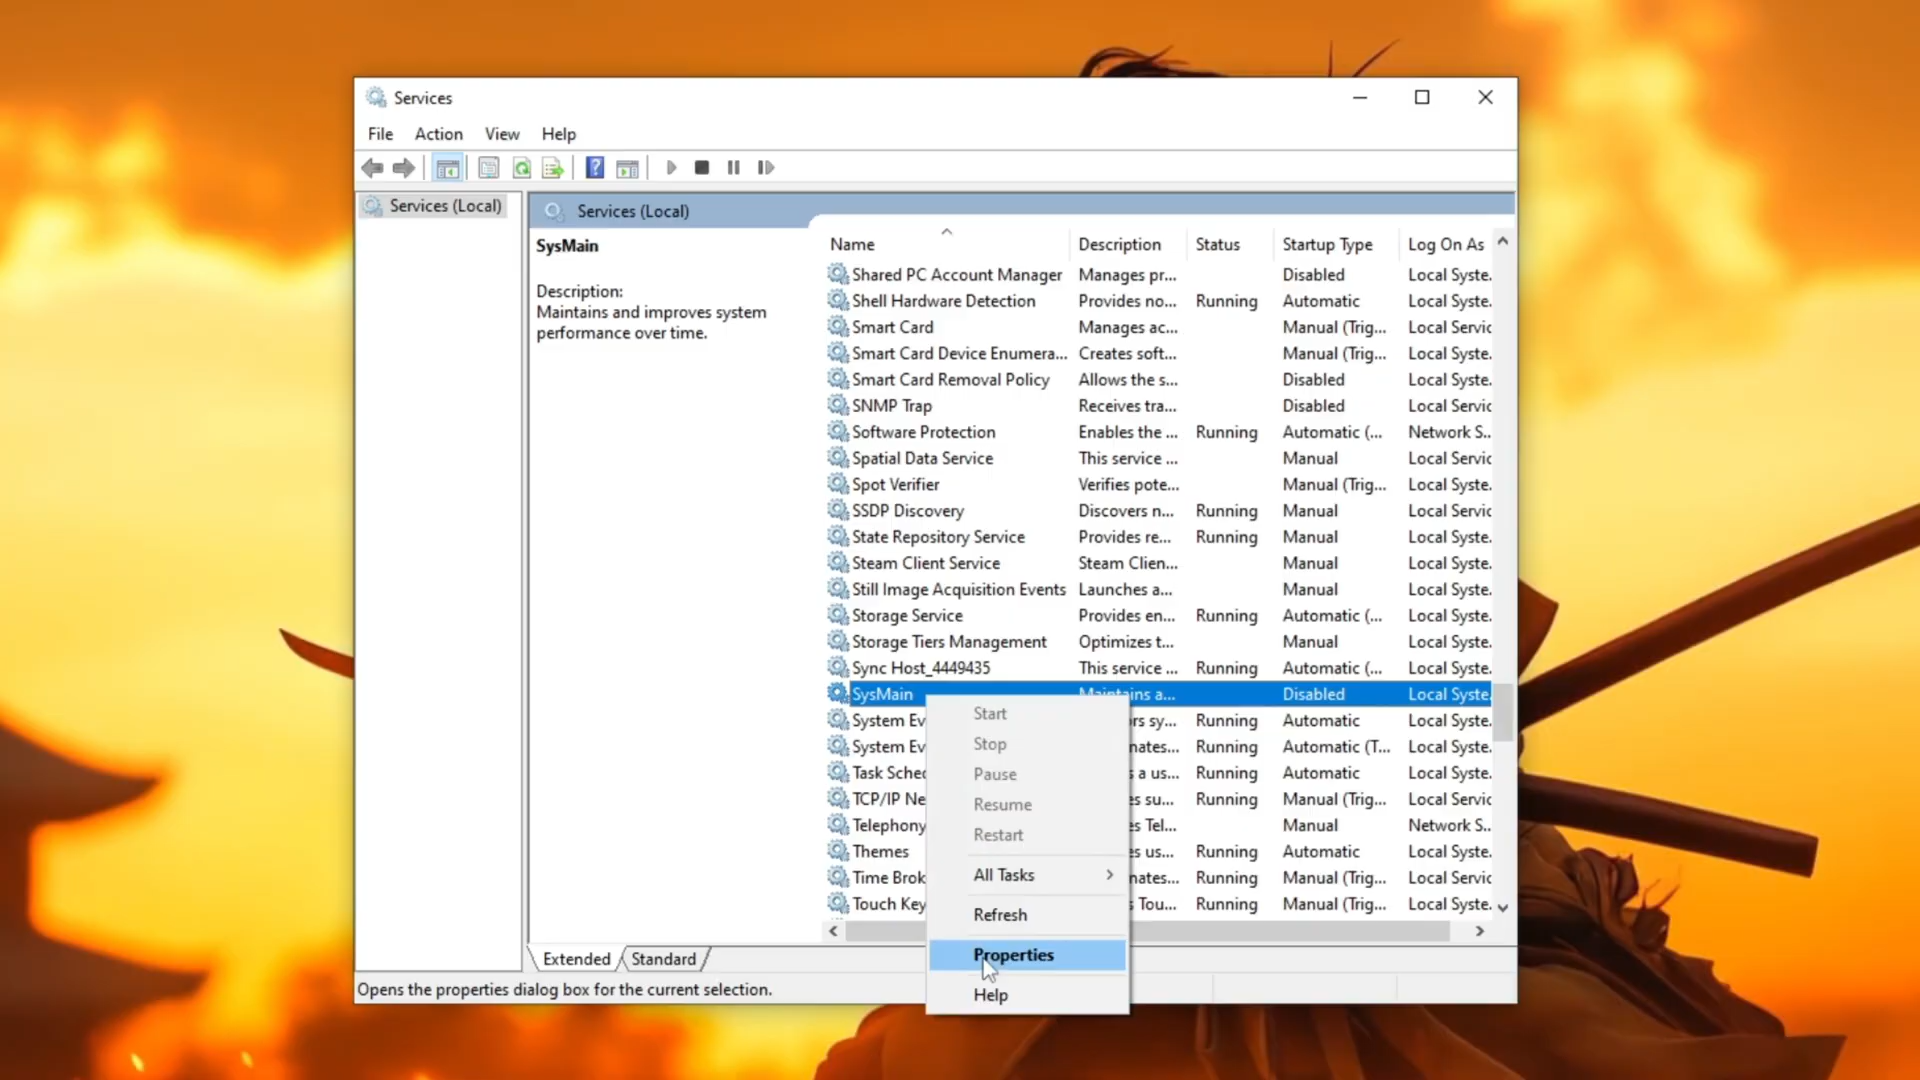 Services
File Action View Help
Services (Local)
Services (Local)
SysMain
Description:
Maintains and improves system
performance over time.
Name Description Status Startup Type Log On As
Shared PC Account Manager Manages pr... Disabled Local Syste.
Shell Hardware Detection Provides no... Running Automatic Local Syste.
Smart Card Manages ac... Manual (Trig... Local Servic
Smart Card Device Enumera... Creates soft... Manual (Trig... Local Syste.
Smart Card Removal Policy Allows the s... Disabled Local Syste.
SNMP Trap Receives tra... Disabled Local Servic
Software Protection Enables the ... Running Automatic (... Network S..
Spatial Data Service This service ... Manual Local Servic
Spot Verifier Verifies pote... Manual (Trig... Local Syste.
SSDP Discovery Discovers n... Running Manual Local Servic
State Repository Service Provides re... Running Manual Local Syste.
Steam Client Service Steam Clien... Manual Local Syste.
Still Image Acquisition Events Launches a... Manual Local Syste.
Storage Service Provides en... Running Automatic (... Local Syste.
Storage Tiers Management Optimizes t... Manual Local Syste.
Sync Host_4449435 This service ... Running Automatic (... Local Syste.
SysMain Maintains a... Disabled Local Syste.
System Ev ors sy... Running Automatic Local Syste.
System Ev nates... Running Automatic (T... Local Syste.
Task Sched s a us... Running Automatic Local Syste.
TCP/IP Ne es su... Running Manual (Trig... Local Servic
Telephony es Tel... Manual Network S..
Themes es us... Running Automatic Local Syste.
Time Brok nates... Running Manual (Trig... Local Servic
Touch Key s Tou... Running Manual (Trig... Local Syste.
Start
Stop
Pause
Resume
Restart
All Tasks
Refresh
Properties
Help
Extended Standard
Opens the properties dialog box for the current selection.